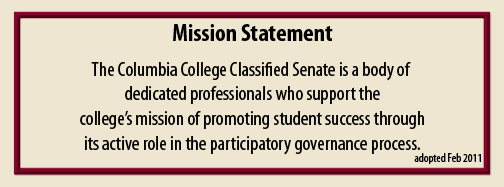 Mission Statement
The Columbia College Classified Senate is a body of
dedicated professionals who support the
college's mission of promoting student success through
its active role in the participatory governance process.
adopted Feb 2011